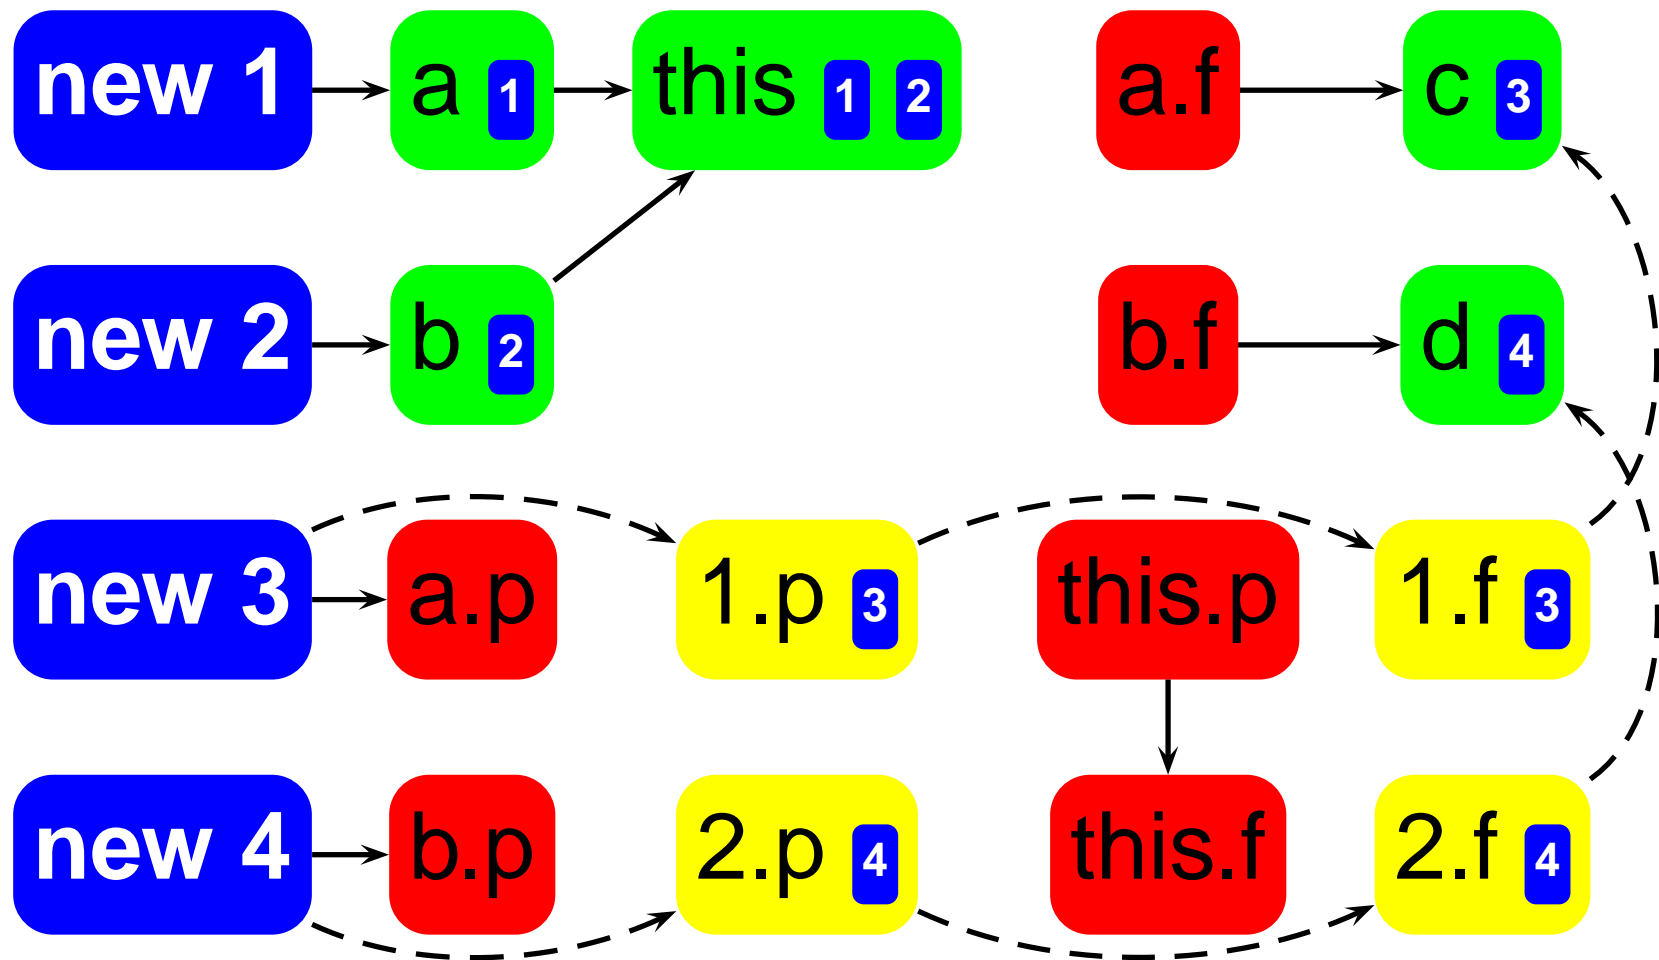 new 1 a 1 this 1 2 a.f c 3
new 2 b 2 b.f d 4
new 3 a.p 1.p 3 this.p 1.f 3
new 4 b.p 2.p 4 this.f 2.f 4